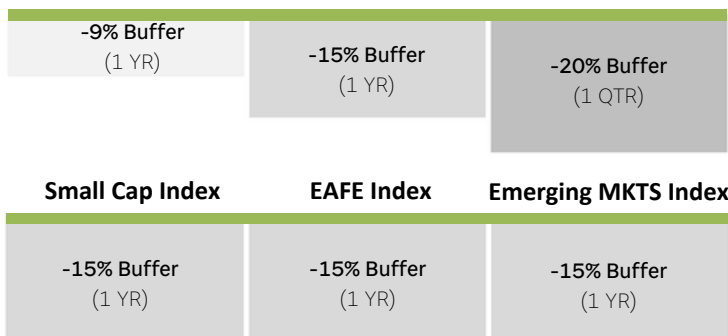 -9% Buffer
(1 YR)
-15% Buffer
(1 YR)
-20% Buffer
(1 QTR)
Small Cap Index
EAFE Index
Emerging MKTS Index
-15% Buffer
(1 YR)
-15% Buffer
(1 YR)
-15% Buffer
(1 YR)